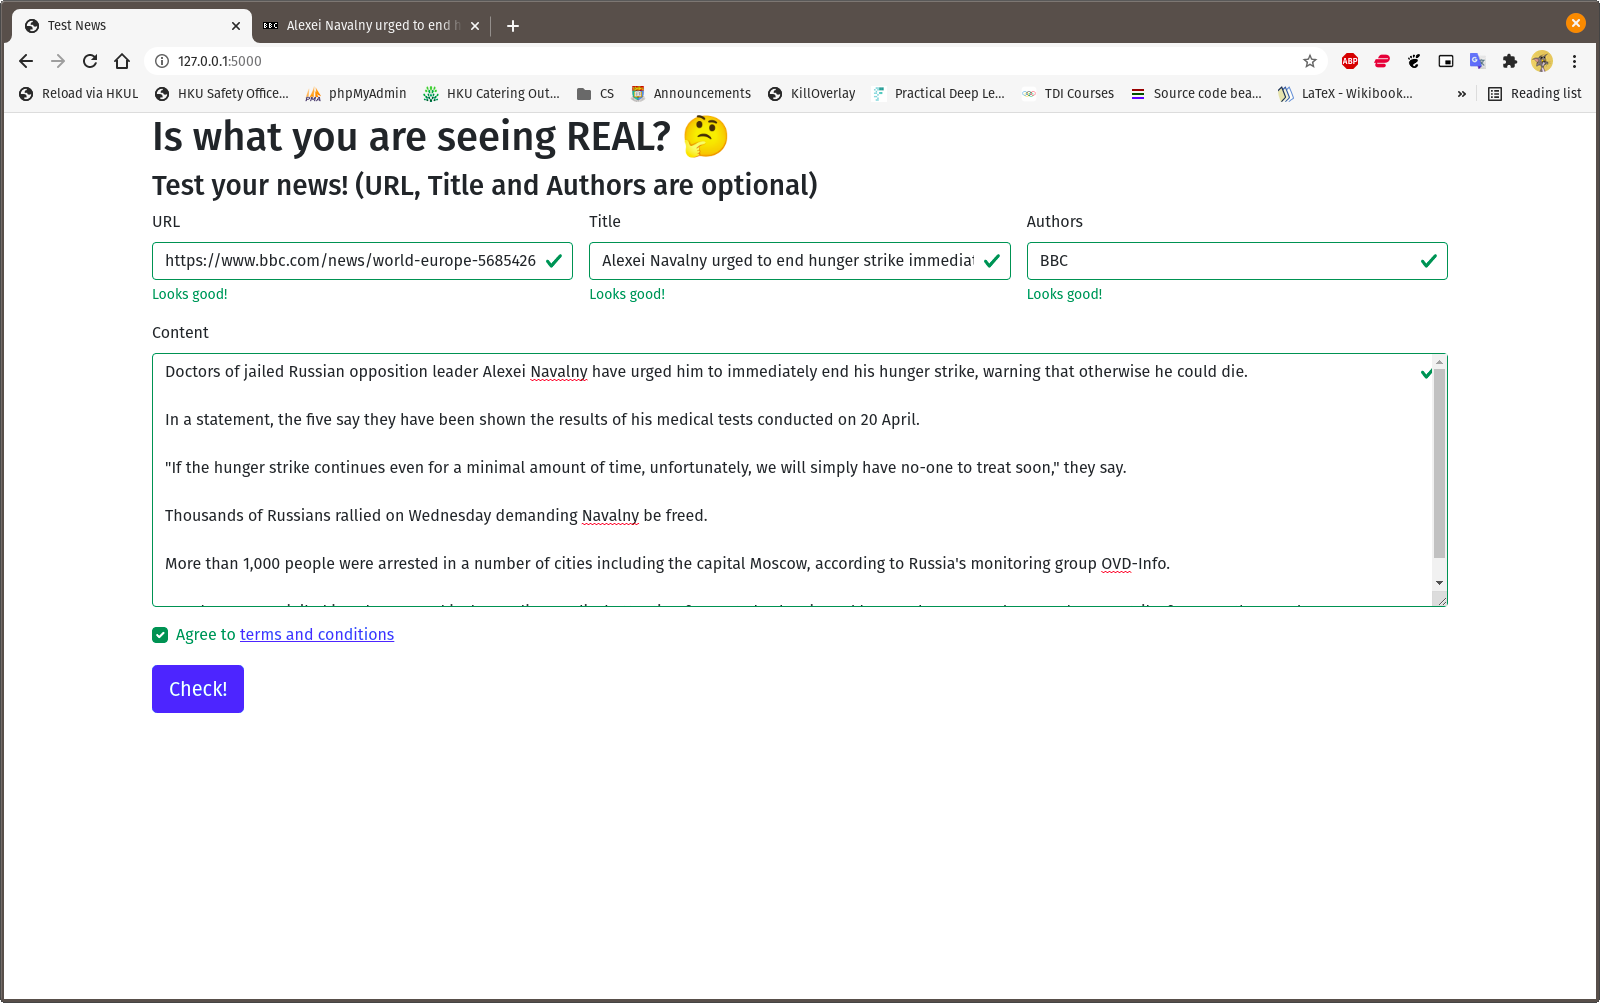 Test News
BBC Alexei Navalny urged to end h
127.0.0.1:5000
ABP
Reload via HKUL HKU Safety Office... phpMyAdmin HKU Catering Out... CS Announcements KillOverlay Practical Deep Le... TDI Courses Source code bea... LaTeX - Wikibook... » Reading list
Is what you are seeing REAL? 🤔
Test your news! (URL, Title and Authors are optional)
URL Title Authors
https://www.bbc.com/news/world-europe-5685426 Alexei Navalny urged to end hunger strike immediat BBC
Looks good! Looks good! Looks good!
Content
Doctors of jailed Russian opposition leader Alexei Navalny have urged him to immediately end his hunger strike, warning that otherwise he could die.
In a statement, the five say they have been shown the results of his medical tests conducted on 20 April.
"If the hunger strike continues even for a minimal amount of time, unfortunately, we will simply have no-one to treat soon," they say.
Thousands of Russians rallied on Wednesday demanding Navalny be freed.
More than 1,000 people were arrested in a number of cities including the capital Moscow, according to Russia's monitoring group OVD-Info.
Agree to terms and conditions
Check!